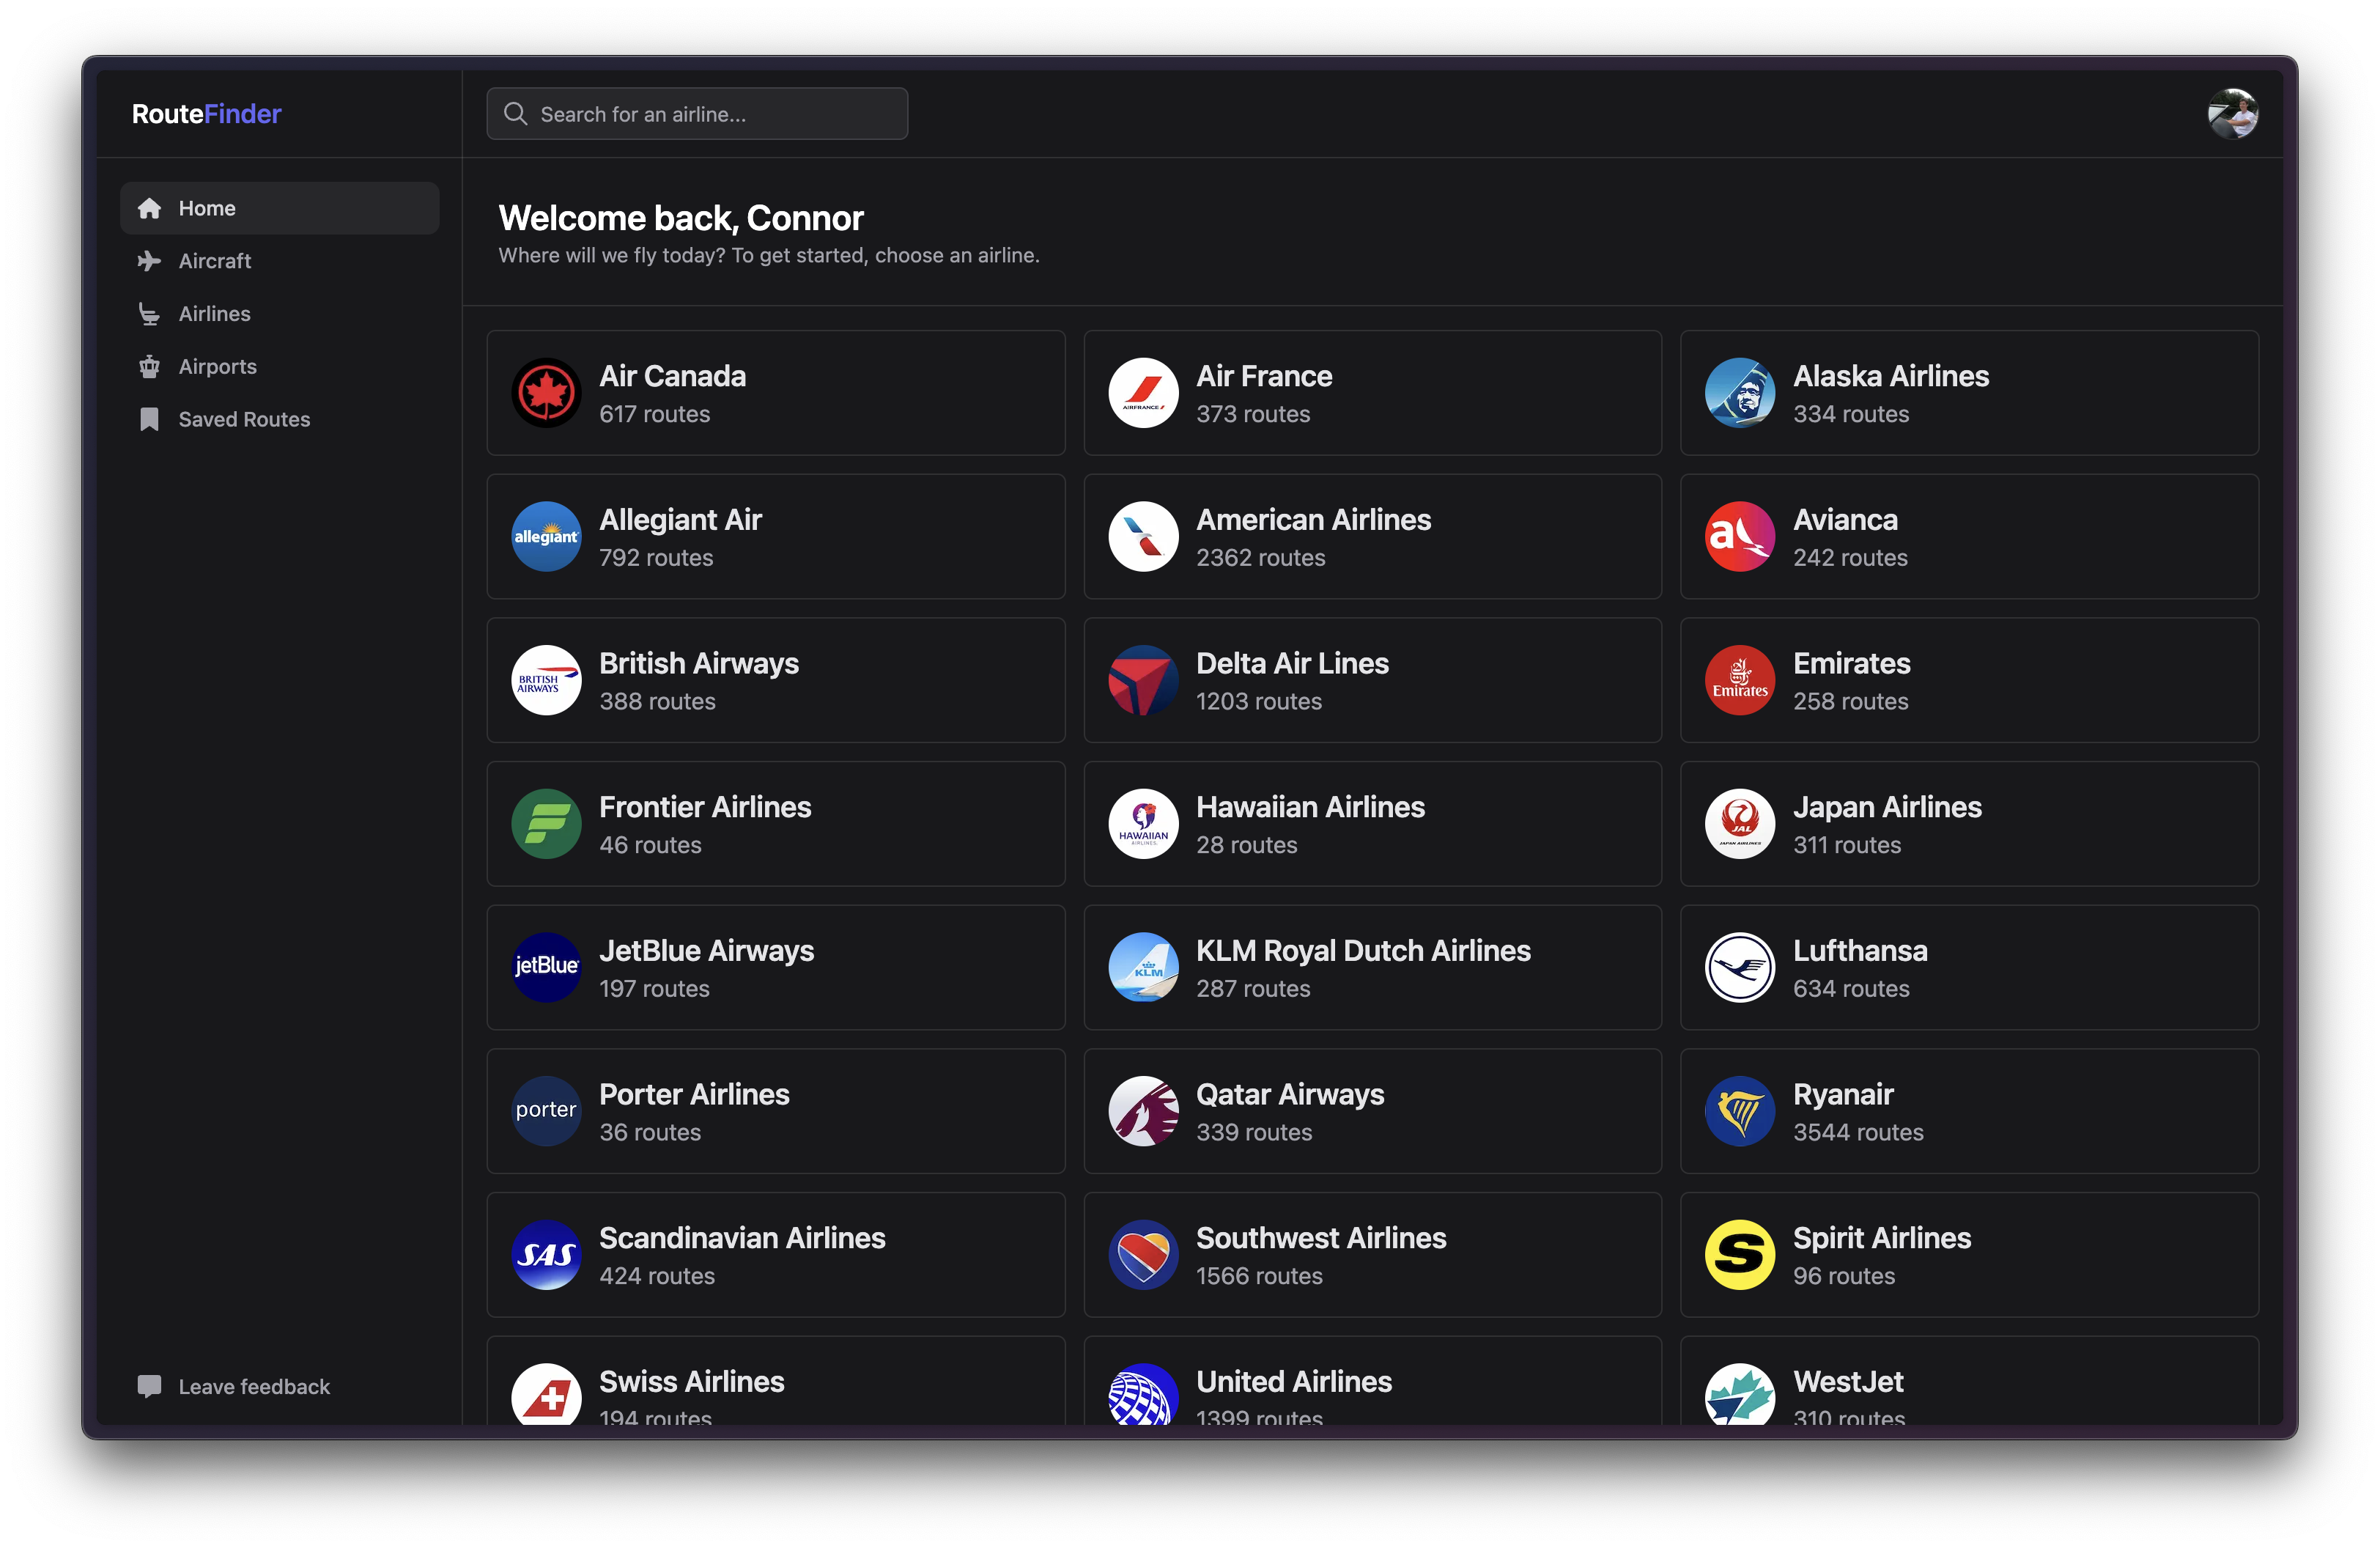 RouteFinder
Search for an airline...
Home
Aircraft
Airlines
Airports
Saved Routes
Leave feedback
Welcome back, Connor
Where will we fly today? To get started, choose an airline.
Air Canada
617 routes
AIRFRANCE
Air France
373 routes
Alaska Airlines
334 routes
allegiant
Allegiant Air
792 routes
American Airlines
2362 routes
a
Avianca
242 routes
BRITISH
AIRWAYS
British Airways
388 routes
Delta Air Lines
1203 routes
Emirates
Emirates
258 routes
Frontier Airlines
46 routes
HAWAIIAN
AIRLINES.
Hawaiian Airlines
28 routes
JAL
JAPAN AIRLINES
Japan Airlines
311 routes
jetBlue
JetBlue Airways
197 routes
KLM
KLM Royal Dutch Airlines
287 routes
Lufthansa
634 routes
porter
Porter Airlines
36 routes
Qatar Airways
339 routes
Ryanair
3544 routes
SAS
Scandinavian Airlines
424 routes
Southwest Airlines
1566 routes
S
Spirit Airlines
96 routes
Swiss Airlines
194 routes
United Airlines
1399 routes
WestJet
310 routes